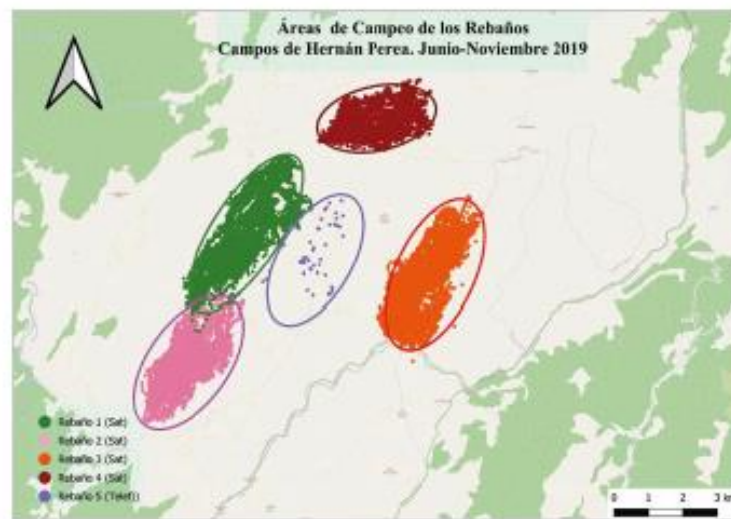 Áreas de Campeo de los Rebaños
Campos de Hernán Perea. Junio-Noviembre 2019
Rebaño 1 (Sat)
Rebaño 2 (Sat)
Rebaño 3 (Sat)
Rebaño 4 (Sat)
Rebaño 5 (Telef))
0 1 2 3 km